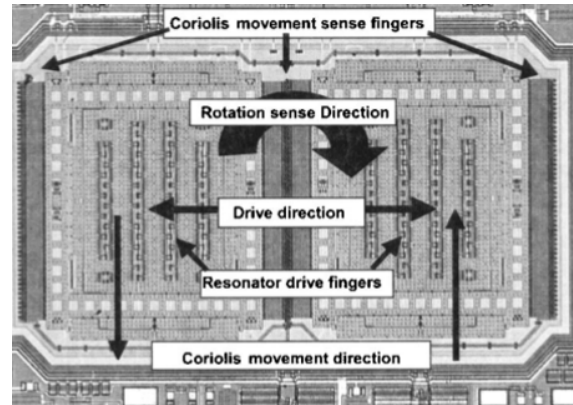 Coriolis movement sense fingers
Rotation sense Direction
Drive direction
Resonator drive fingers
Coriolis movement direction